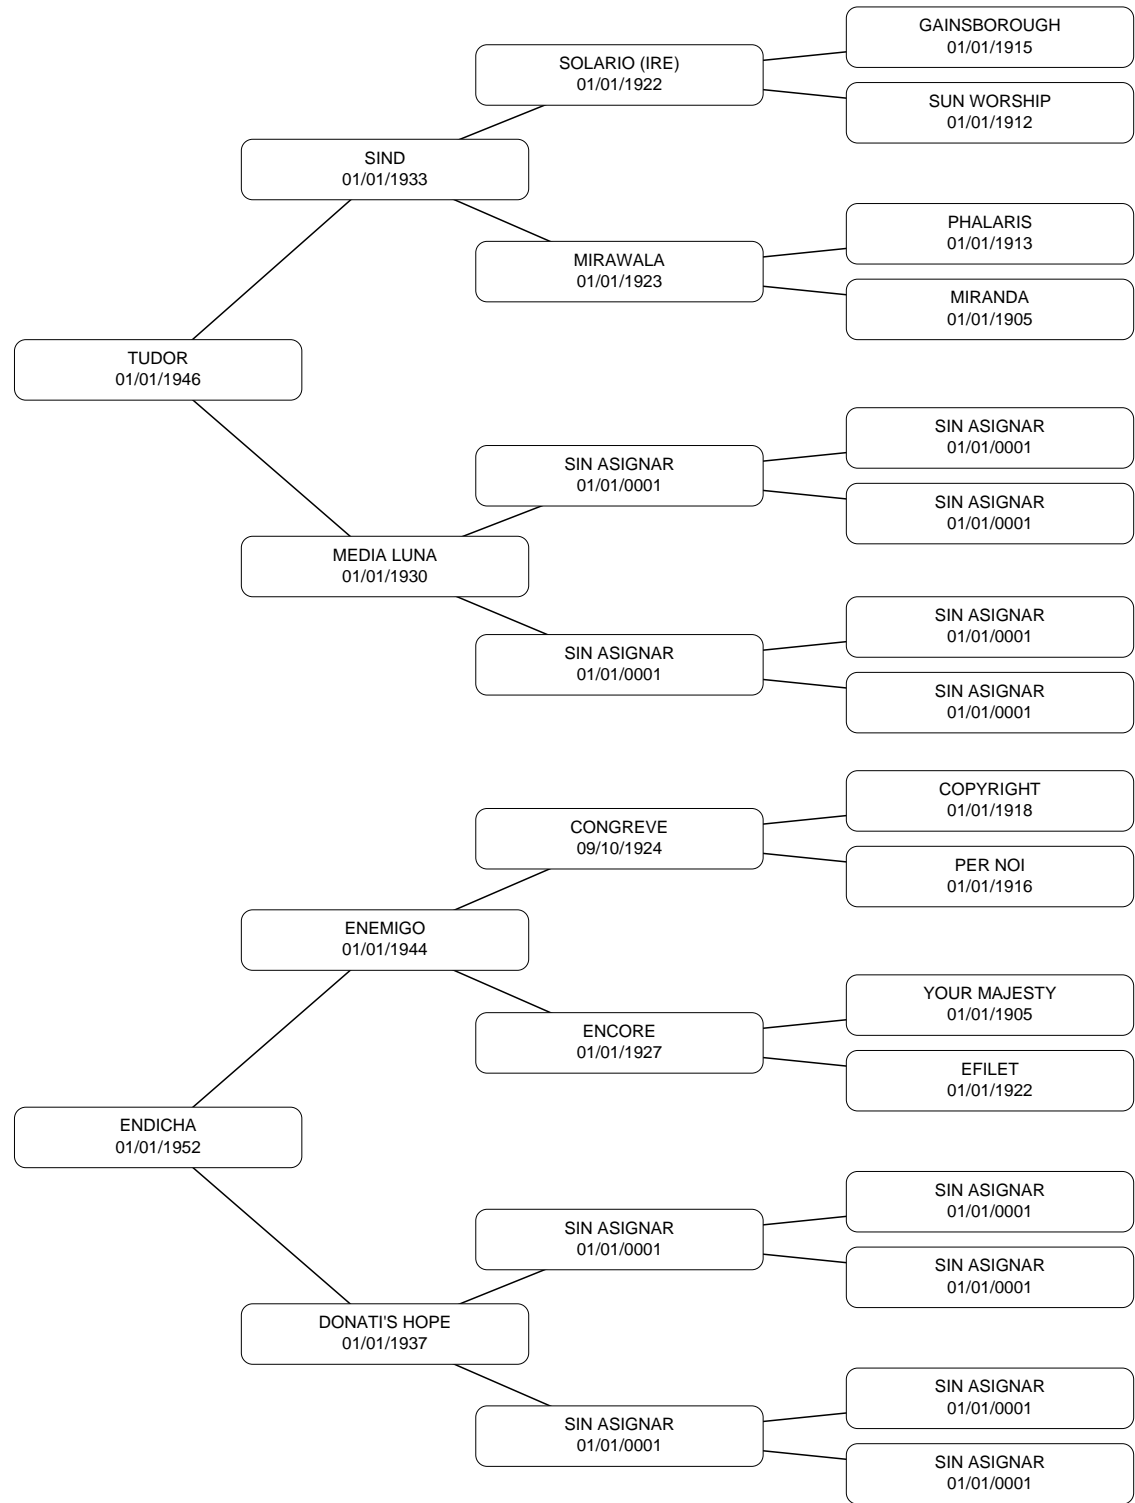 GAINSBOROUGH
01/01/1915
SOLARIO (IRE)
01/01/1922
SUN WORSHIP
01/01/1912
SIND
01/01/1933
PHALARIS
01/01/1913
MIRAWALA
01/01/1923
MIRANDA
01/01/1905
TUDOR
01/01/1946
SIN ASIGNAR
01/01/0001
SIN ASIGNAR
01/01/0001
SIN ASIGNAR
01/01/0001
MEDIA LUNA
01/01/1930
SIN ASIGNAR
01/01/0001
SIN ASIGNAR
01/01/0001
SIN ASIGNAR
01/01/0001
COPYRIGHT
01/01/1918
CONGREVE
09/10/1924
PER NOI
01/01/1916
ENEMIGO
01/01/1944
YOUR MAJESTY
01/01/1905
ENCORE
01/01/1927
EFILET
01/01/1922
ENDICHA
01/01/1952
SIN ASIGNAR
01/01/0001
SIN ASIGNAR
01/01/0001
SIN ASIGNAR
01/01/0001
DONATI'S HOPE
01/01/1937
SIN ASIGNAR
01/01/0001
SIN ASIGNAR
01/01/0001
SIN ASIGNAR
01/01/0001